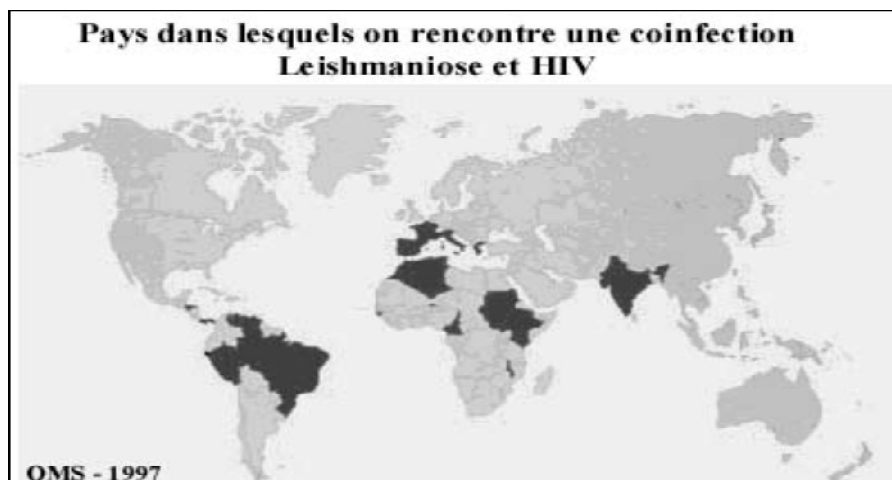 Pays dans lesquels on rencontre une coinfection
Leishmaniose et HIV
OMS - 1997